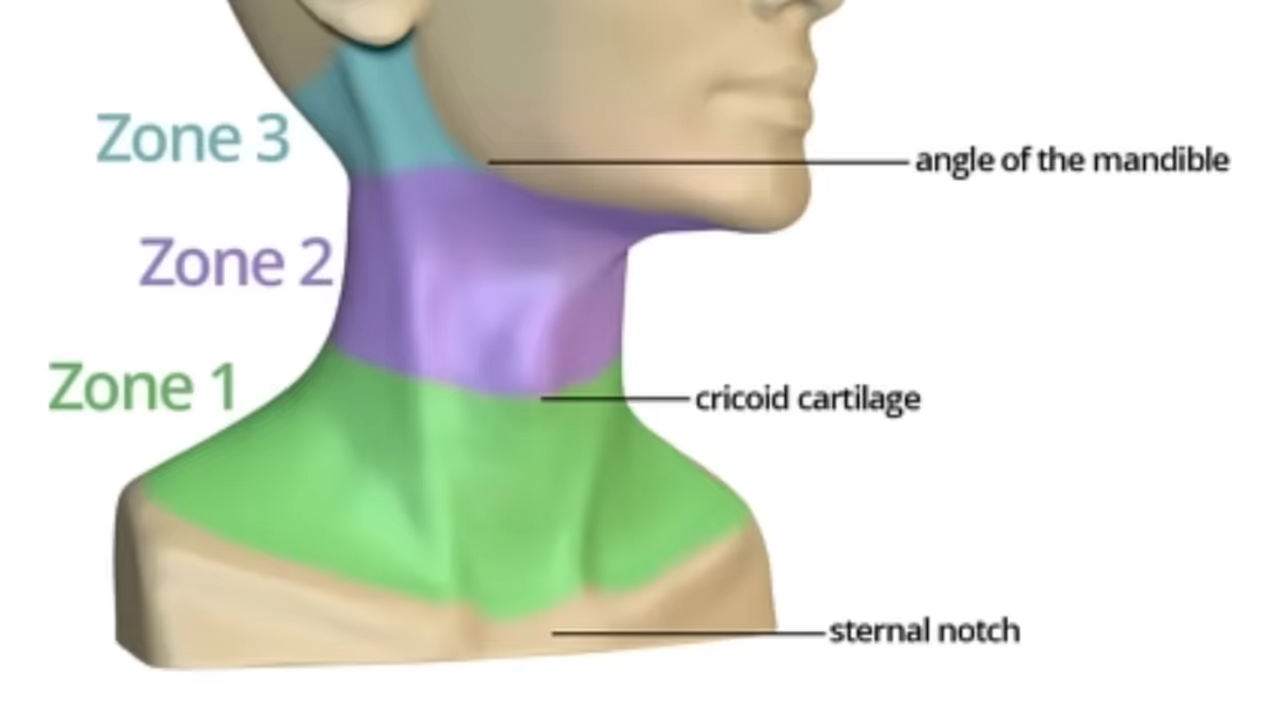 Zone 3
angle of the mandible
Zone 2
Zone 1
cricoid cartilage
sternal notch